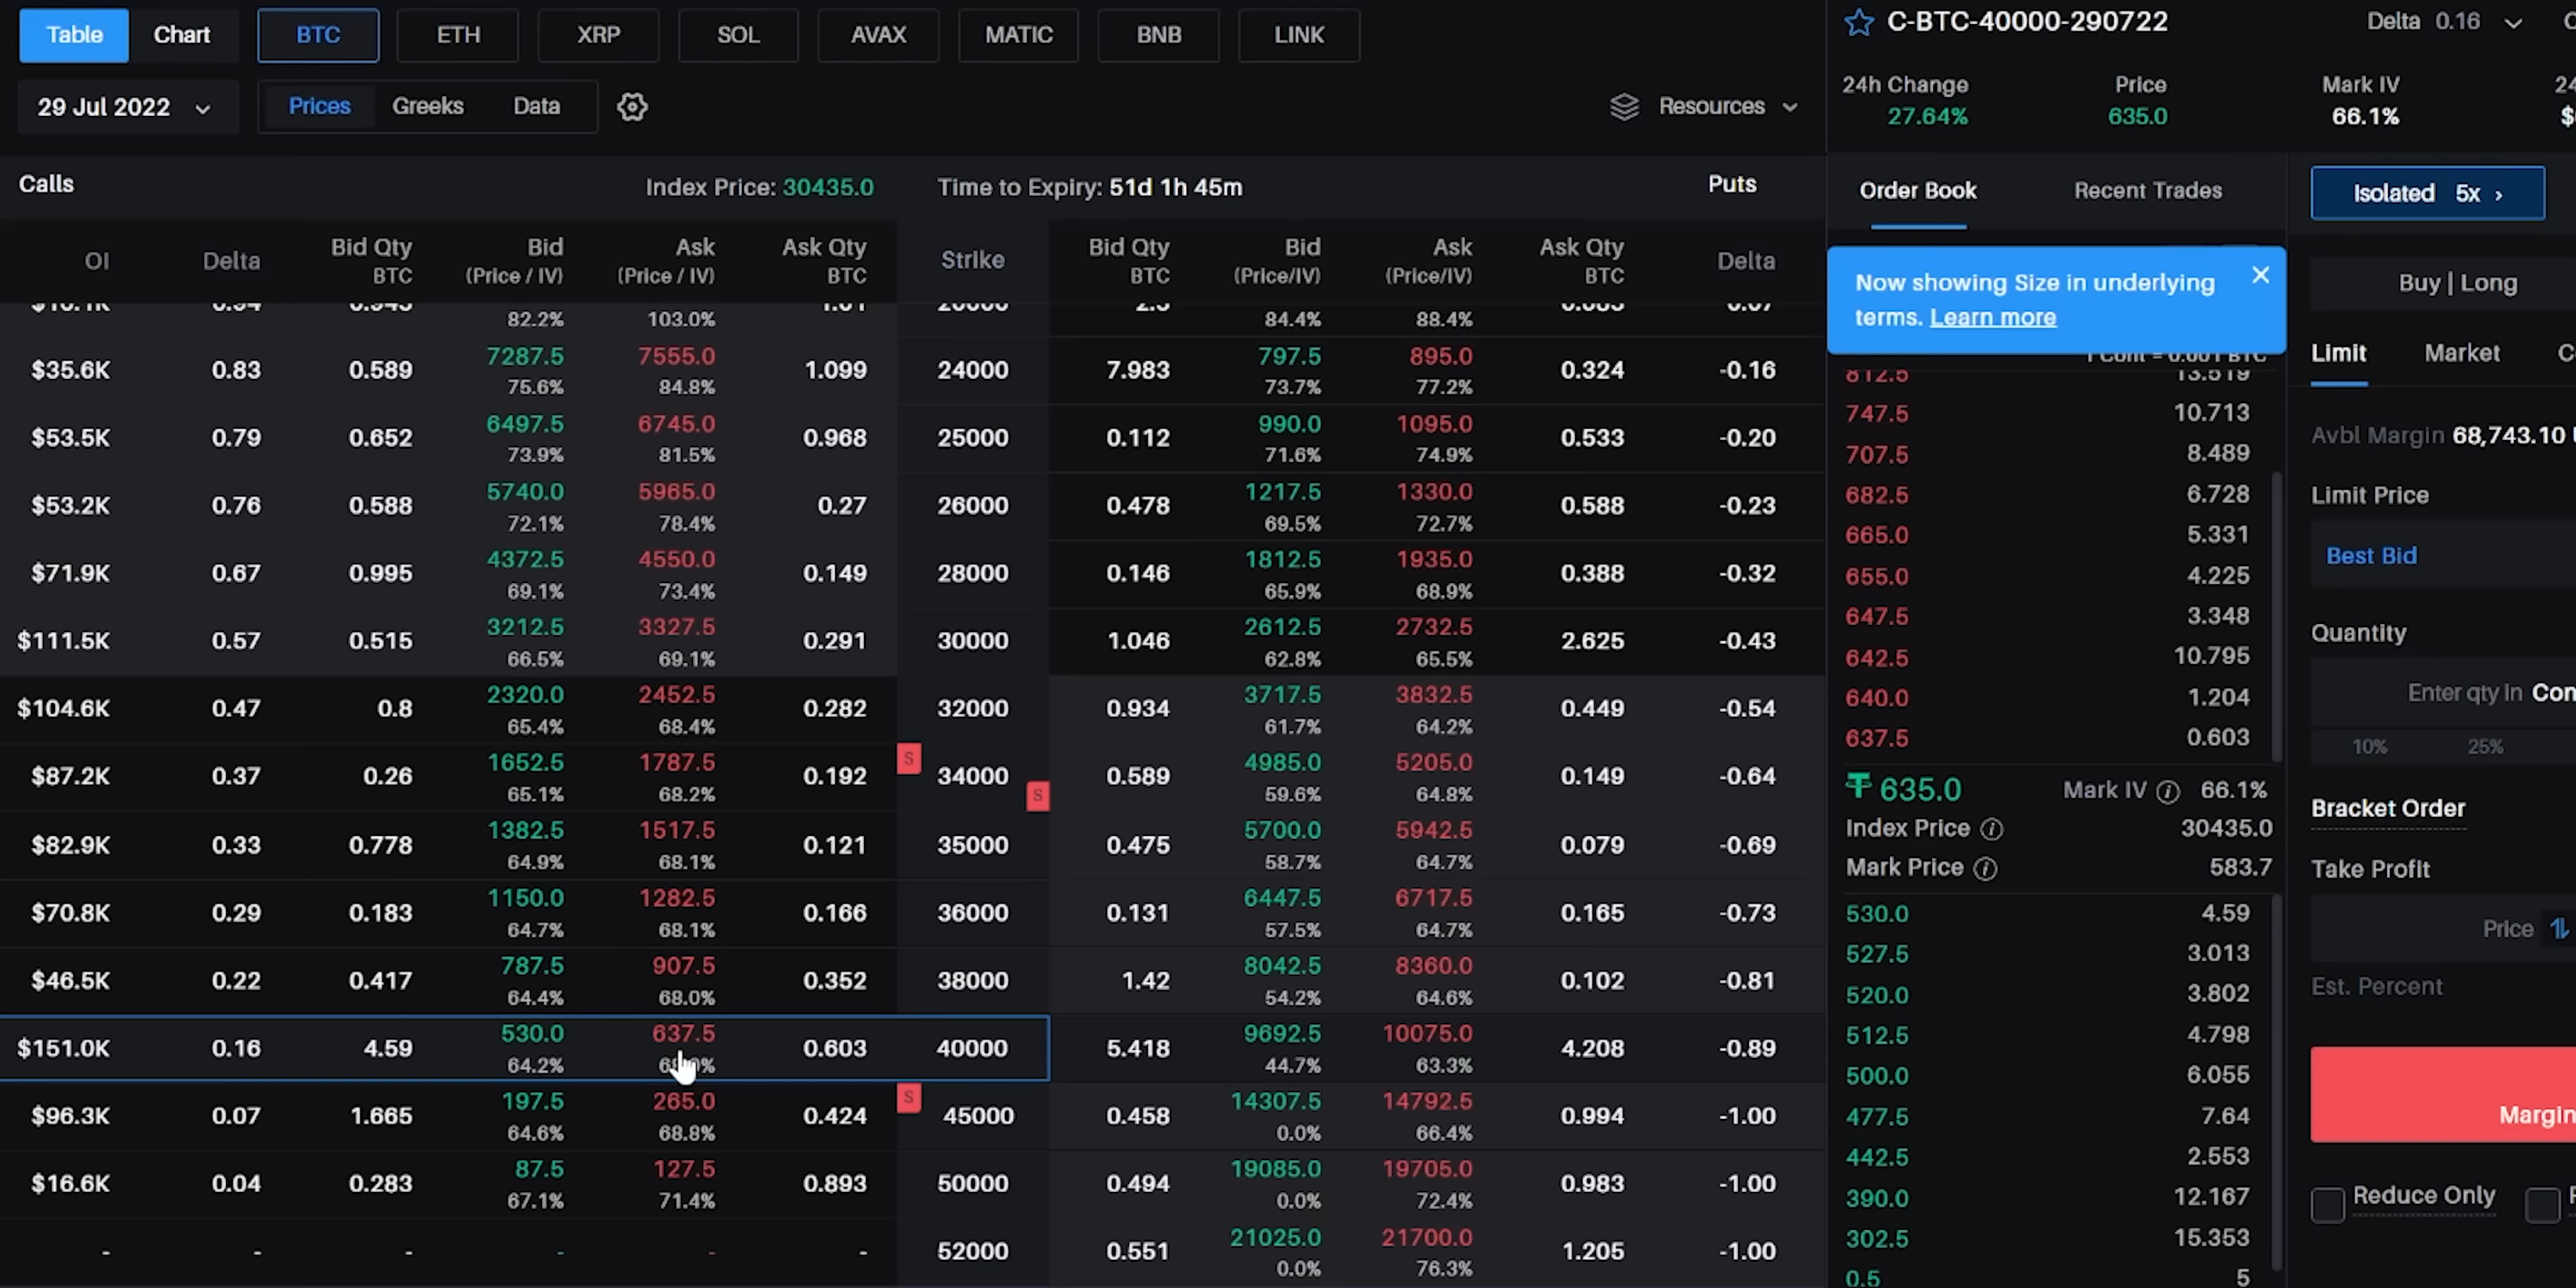 Table Chart BTC ETH XRP SOL AVAX MATIC BNB LINK
29 Jul 2022 Prices Greeks Data Resources
Calls Index Price: 30435.0 Time to Expiry: 51d 1h 45m Puts
OI Delta Bid Qty BTC Bid (Price / IV) Ask (Price / IV) Ask Qty BTC Strike Bid Qty BTC Bid (Price/IV) Ask (Price/IV) Ask Qty BTC Delta
82.2% 103.0% 84.4% 88.4%
$35.6K 0.83 0.589 7287.5 75.6% 7555.0 84.8% 1.099 24000 7.983 797.5 73.7% 895.0 77.2% 0.324 -0.16
$53.5K 0.79 0.652 6497.5 73.9% 6745.0 81.5% 0.968 25000 0.112 990.0 71.6% 1095.0 74.9% 0.533 -0.20
$53.2K 0.76 0.588 5740.0 72.1% 5965.0 78.4% 0.27 26000 0.478 1217.5 69.5% 1330.0 72.7% 0.588 -0.23
$71.9K 0.67 0.995 4372.5 69.1% 4550.0 73.4% 0.149 28000 0.146 1812.5 65.9% 1935.0 68.9% 0.388 -0.32
$111.5K 0.57 0.515 3212.5 66.5% 3327.5 69.1% 0.291 30000 1.046 2612.5 62.8% 2732.5 65.5% 2.625 -0.43
$104.6K 0.47 0.8 2320.0 65.4% 2452.5 68.4% 0.282 32000 0.934 3717.5 61.7% 3832.5 64.2% 0.449 -0.54
$87.2K 0.37 0.26 1652.5 65.1% 1787.5 68.2% 0.192 S 34000 S 0.589 4985.0 59.6% 5205.0 64.8% 0.149 -0.64
$82.9K 0.33 0.778 1382.5 64.9% 1517.5 68.1% 0.121 35000 0.475 5700.0 58.7% 5942.5 64.7% 0.079 -0.69
$70.8K 0.29 0.183 1150.0 64.7% 1282.5 68.1% 0.166 36000 0.131 6447.5 57.5% 6717.5 64.7% 0.165 -0.73
$46.5K 0.22 0.417 787.5 64.4% 907.5 68.0% 0.352 38000 1.42 8042.5 54.2% 8360.0 64.6% 0.102 -0.81
$151.0K 0.16 4.59 530.0 64.2% 637.5 0.603 40000 5.418 9692.5 44.7% 10075.0 63.3% 4.208 -0.89
$96.3K 0.07 1.665 197.5 64.6% 265.0 68.8% 0.424 S 45000 0.458 14307.5 0.0% 14792.5 66.4% 0.994 -1.00
$16.6K 0.04 0.283 87.5 67.1% 127.5 71.4% 0.893 50000 0.494 19085.0 0.0% 19705.0 72.4% 0.983 -1.00
- - - - - - 52000 0.551 21025.0 0.0% 21700.0 76.3% 1.205 -1.00
C-BTC-40000-290722 Delta 0.16
24h Change Price Mark IV
27.64% 635.0 66.1%
Order Book Recent Trades
Now showing Size in underlying
terms. Learn more
812.5 13.519
747.5 10.713
707.5 8.489
682.5 6.728
665.0 5.331
655.0 4.225
647.5 3.348
642.5 10.795
640.0 1.204
637.5 0.603
635.0 Mark IV 66.1%
Index Price 30435.0
Mark Price 583.7
530.0 4.59
527.5 3.013
520.0 3.802
512.5 4.798
500.0 6.055
477.5 7.64
442.5 2.553
390.0 12.167
302.5 15.353
0.5 5
Isolated 5x
Buy | Long
Limit Market
Avbl Margin 68,743.10
Limit Price
Best Bid
Quantity
Enter qty in
10% 25%
Bracket Order
Take Profit
Price
Est. Percent
Margin
Reduce Only